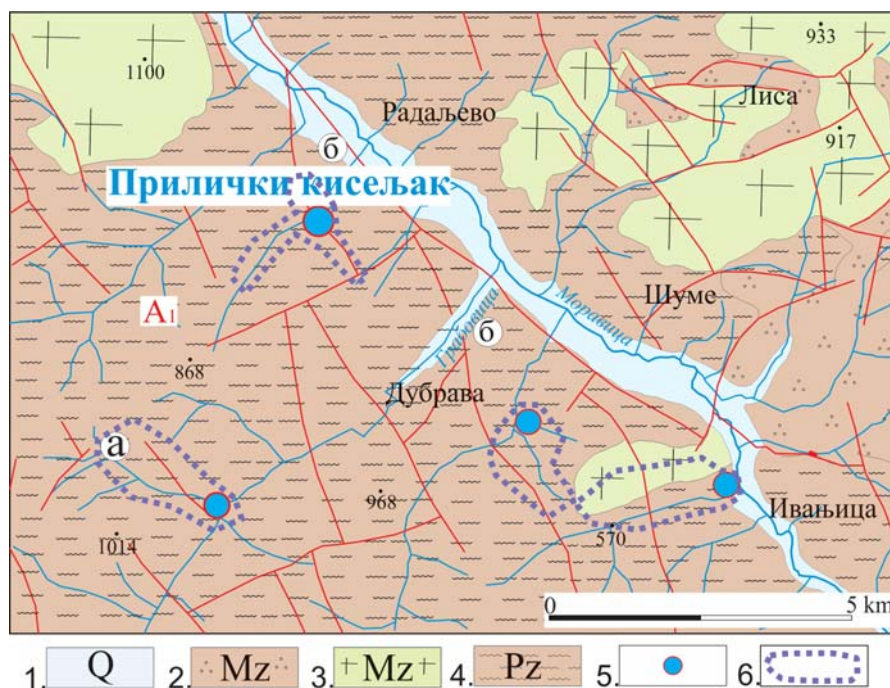 933
1100
Лиса
Радаљево
917
б
Прилички кисељак
Шуме
А1
Моравица
б
Грабовица
868
Дубрава
а
968
Ивањица
1014
570
0 5 km
1. Q 2. Mz 3. Mz 4. Pz 5. 6.